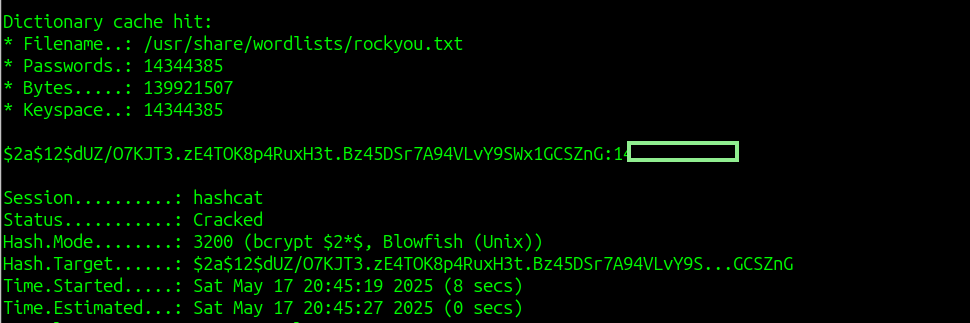 Dictionary cache hit:
* Filename..: /usr/share/wordlists/rockyou.txt
* Passwords.: 14344385
* Bytes.....: 139921507
* Keyspace..: 14344385
$2a$12$dUZ/O7KJT3.zE4TOK8p4RuxH3t.Bz45DSr7A94VLvY9SWx1GCSZnG:14
Session..........: hashcat
Status...........: Cracked
Hash.Mode........: 3200 (bcrypt $2*$, Blowfish (Unix))
Hash.Target......: $2a$12$dUZ/O7KJT3.zE4TOK8p4RuxH3t.Bz45DSr7A94VLvY9S...GCSZnG
Time.Started.....: Sat May 17 20:45:19 2025 (8 secs)
Time.Estimated...: Sat May 17 20:45:27 2025 (0 secs)